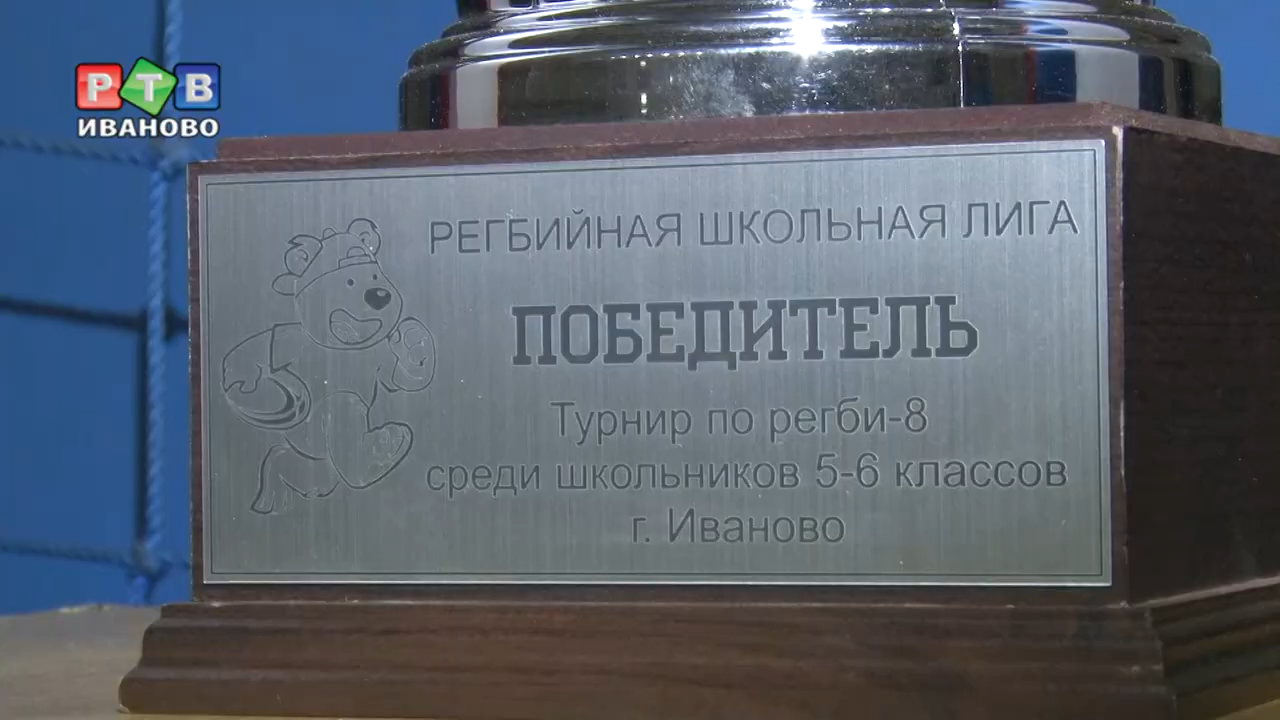 РТВ
ИВАНОВО
РЕГБИЙНАЯ ШКОЛЬНАЯ ЛИГА
ПОБЕДИТЕЛЬ
Турнир по регби-8
среди школьников 5-6 классов
г. Иваново